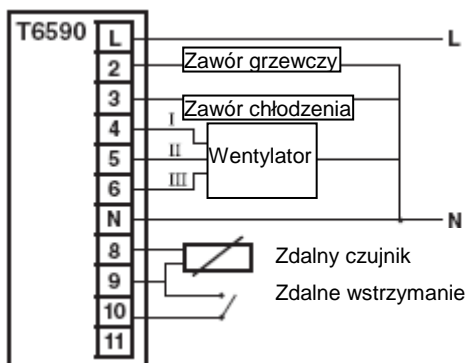 T6590
L L
2 Zawór grzewczy
3 Zawór chłodzenia
4 I
5 II Wentylator
6 III
N N
8 Zdalny czujnik
9
Zdalne wstrzymanie
10
11